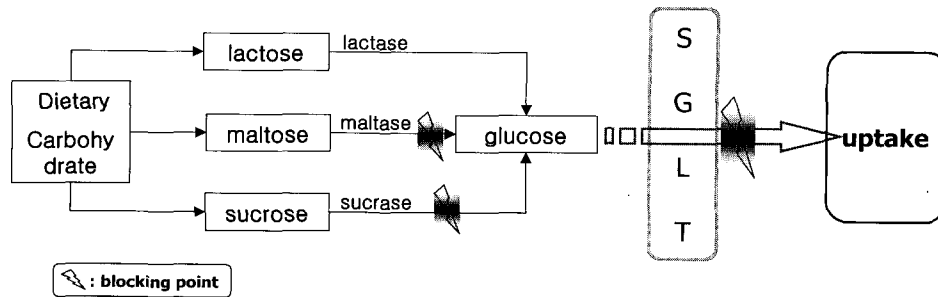 lactose
lactase
Dietary
Carbohy
drate
maltose
maltase
glucose
sucrose
sucrase
S
G
L
T
uptake
: blocking point